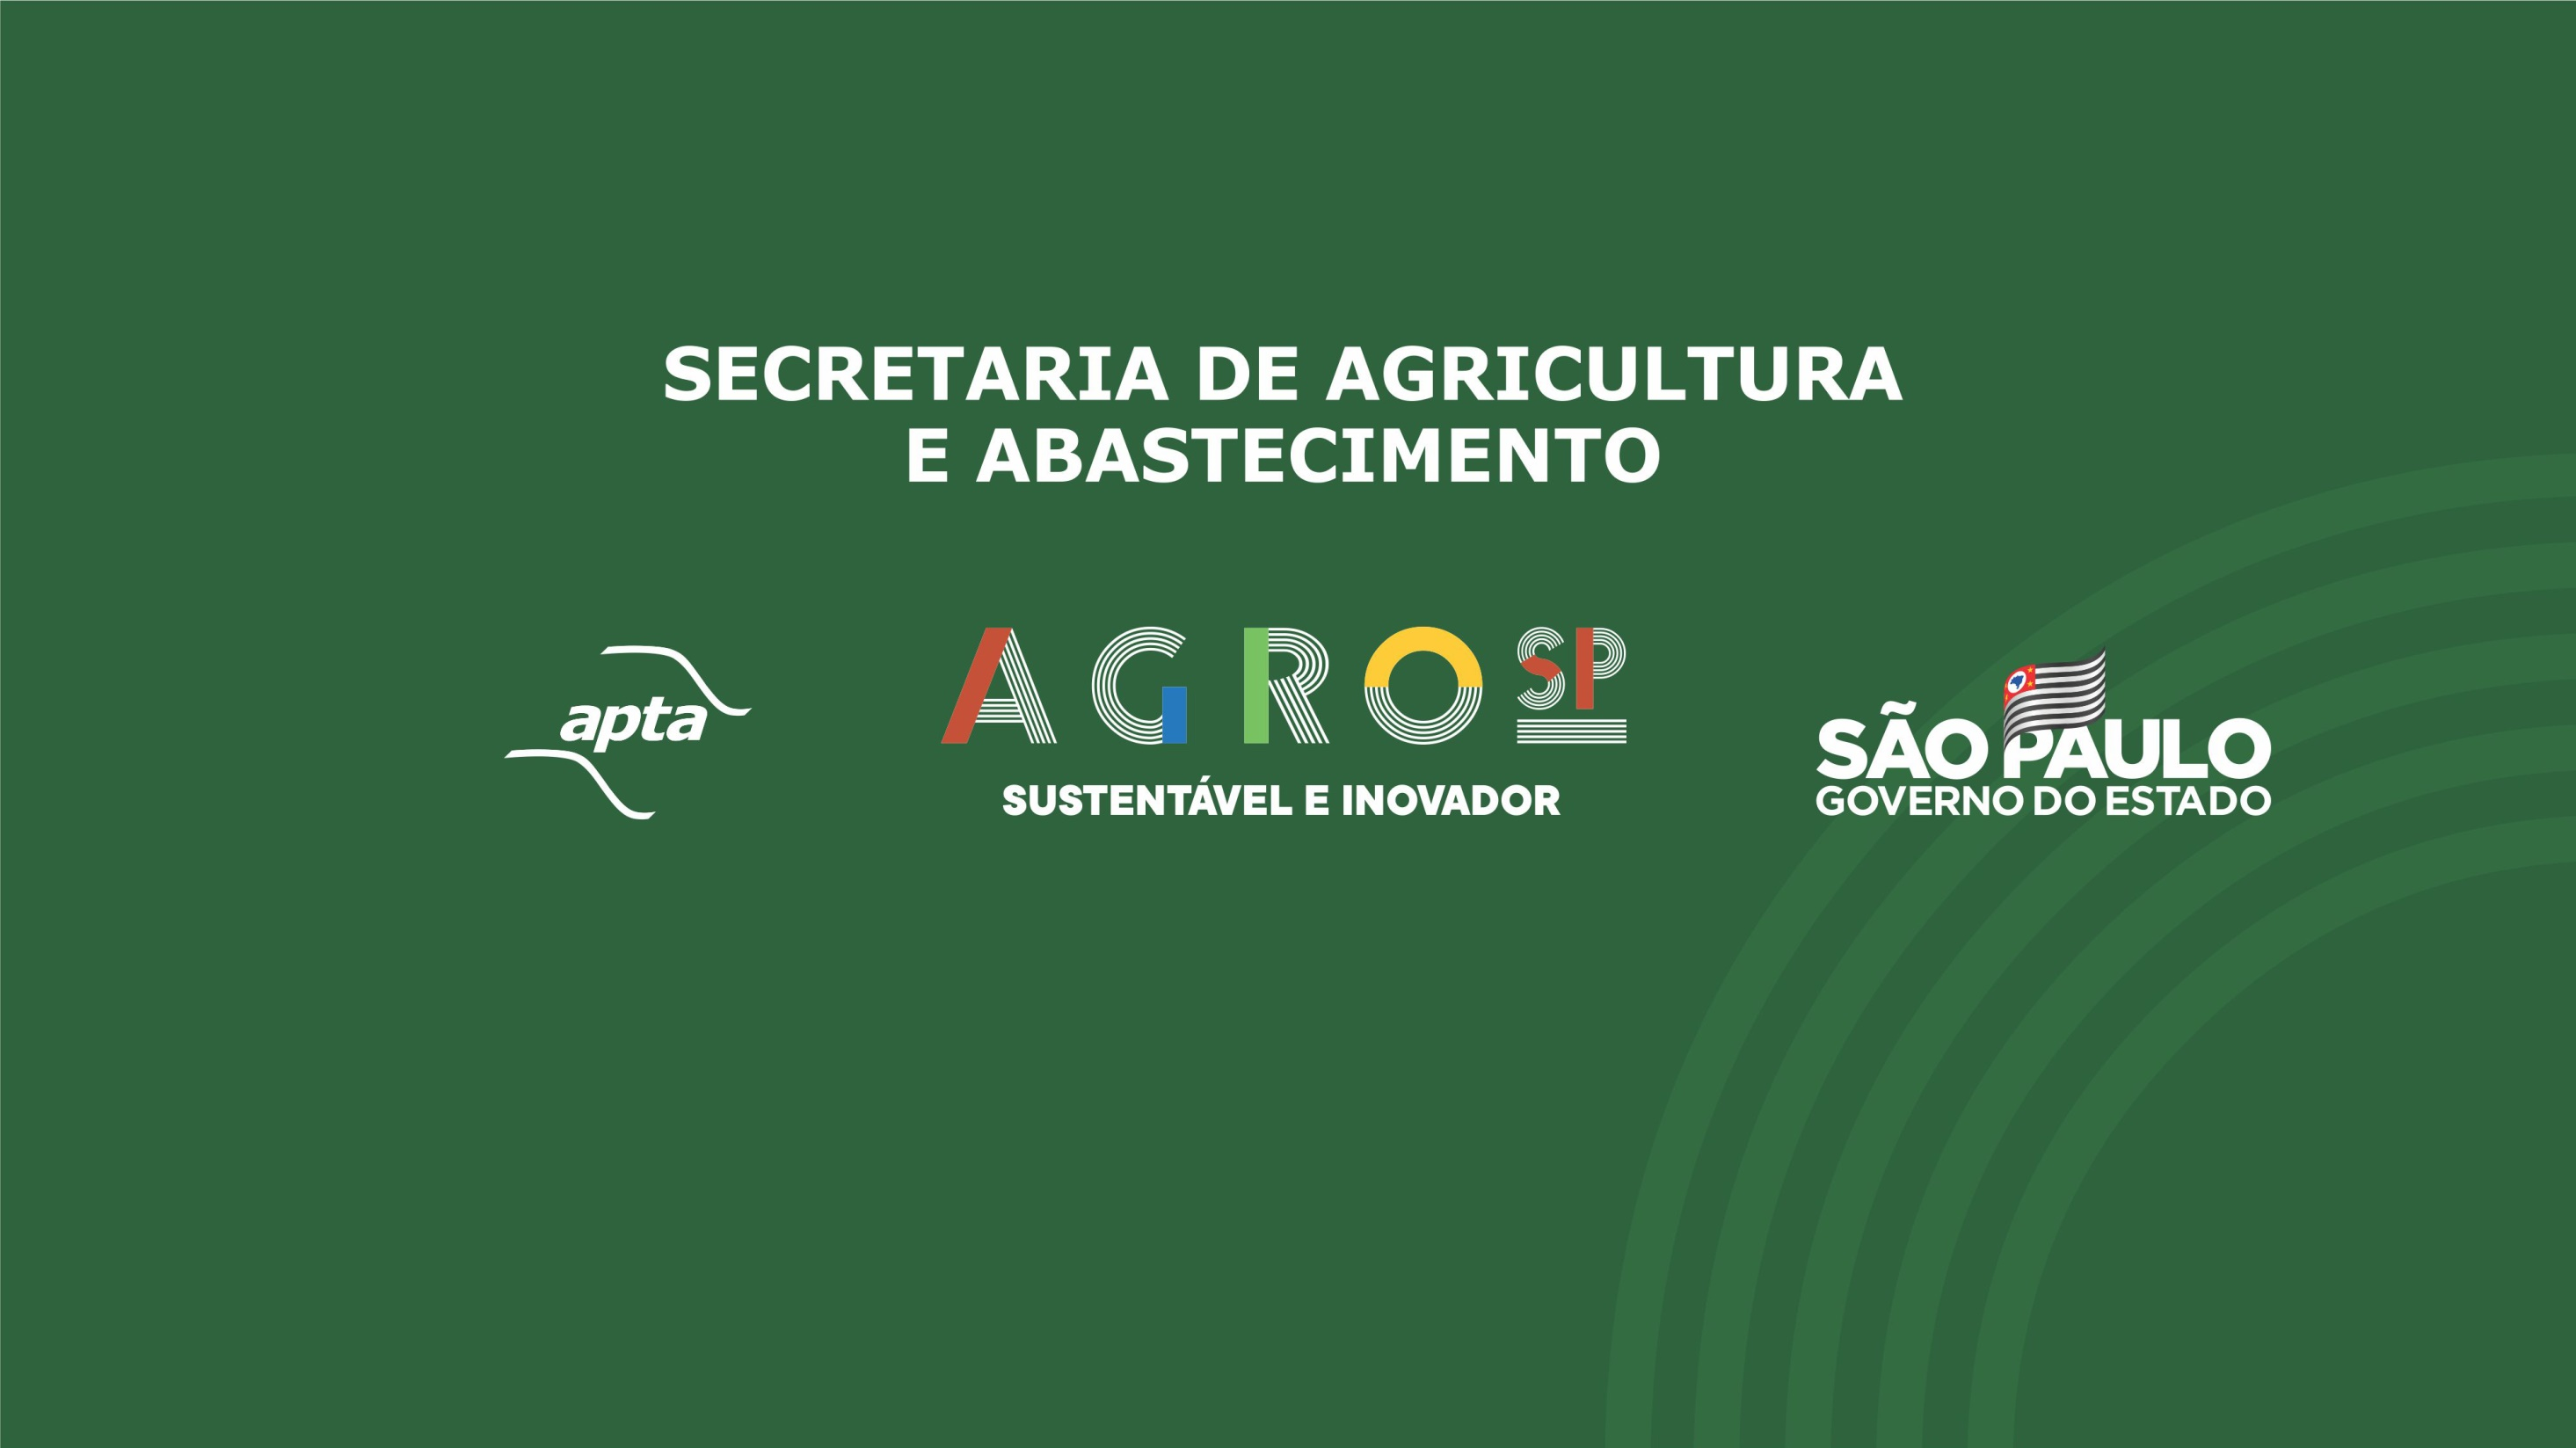 SECRETARIA DE AGRICULTURA
E ABASTECIMENTO
apta
AGRO SP
SUSTENTÁVEL E INOVADOR
SÃO PAULO
GOVERNO DO ESTADO